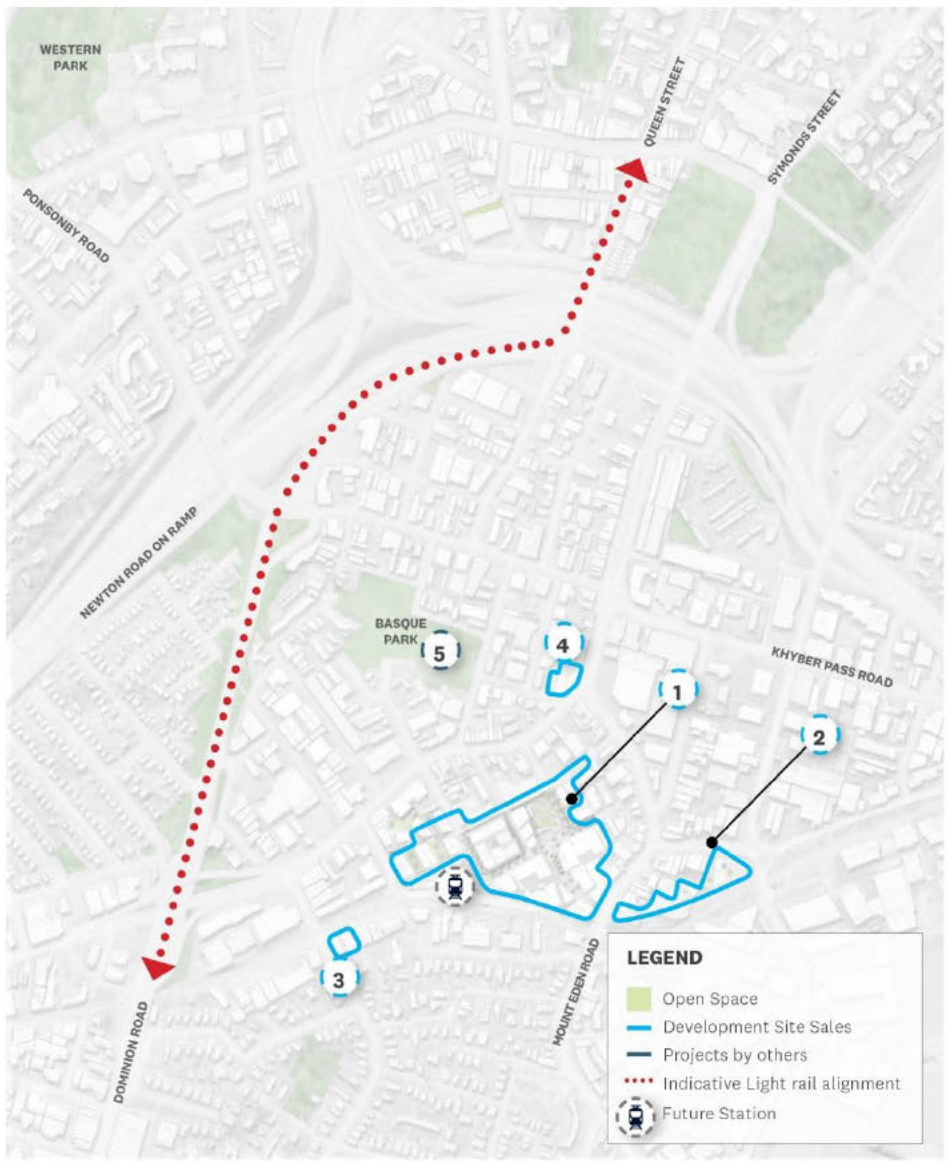 WESTERN
PARK
QUEEN STREET
SYMONDS STREET
PONSONBY ROAD
NEWTON ROAD ON RAMP
BASQUE
PARK
5
4
KHYBER PASS ROAD
1
2
3
MOUNT EDEN ROAD
DOMINION ROAD
LEGEND
Open Space
Development Site Sales
Projects by others
Indicative Light rail alignment
Future Station